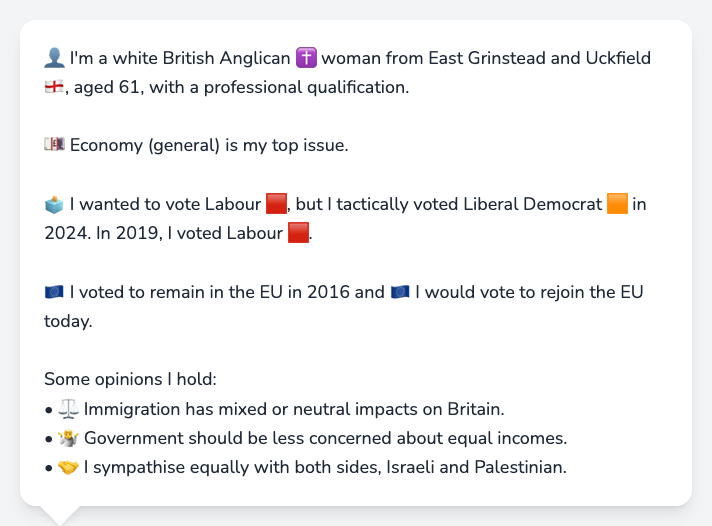 👤 I'm a white British Anglican ✝️ woman from East Grinstead and Uckfield
🏴󠁧󠁢󠁥󠁮󠁧󠁿, aged 61, with a professional qualification.
💷 Economy (general) is my top issue.
🗳️ I wanted to vote Labour 🟥, but I tactically voted Liberal Democrat 🟧 in
2024. In 2019, I voted Labour 🟥.
🇪🇺 I voted to remain in the EU in 2016 and 🇪🇺 I would vote to rejoin the EU
today.
Some opinions I hold:
• ⚖️ Immigration has mixed or neutral impacts on Britain.
• 🤷 Government should be less concerned about equal incomes.
• 🤝 I sympathise equally with both sides, Israeli and Palestinian.